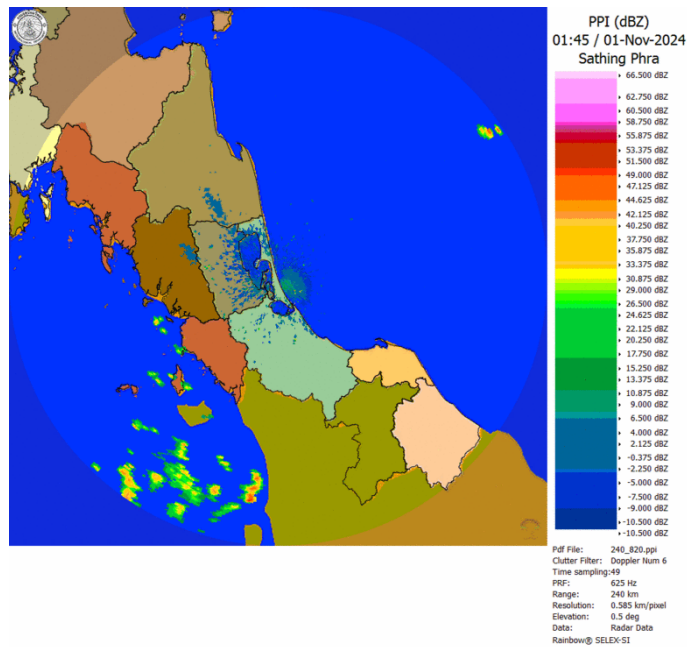 PPI (dBZ)
01:45 / 01-Nov-2024
Sathing Phra
66.500 dBZ
62.750 dBZ
60.500 dBZ
58.750 dBZ
55.875 dBZ
53.375 dBZ
51.500 dBZ
49.000 dBZ
47.125 dBZ
44.625 dBZ
42.125 dBZ
40.250 dBZ
37.750 dBZ
35.875 dBZ
33.375 dBZ
30.875 dBZ
29.000 dBZ
26.500 dBZ
24.625 dBZ
22.125 dBZ
20.250 dBZ
17.750 dBZ
15.250 dBZ
13.375 dBZ
10.875 dBZ
9.000 dBZ
6.500 dBZ
4.000 dBZ
2.125 dBZ
-0.375 dBZ
-2.250 dBZ
-5.000 dBZ
-7.500 dBZ
-9.000 dBZ
-10.500 dBZ
-10.500 dBZ
Pdf File: 240_820.ppi
Clutter Filter: Doppler Num 6
Time sampling:49
PRF: 625 Hz
Range: 240 km
Resolution: 0.585 km/pixel
Elevation: 0.5 deg
Data: Radar Data
Rainbow® SELEX-SI